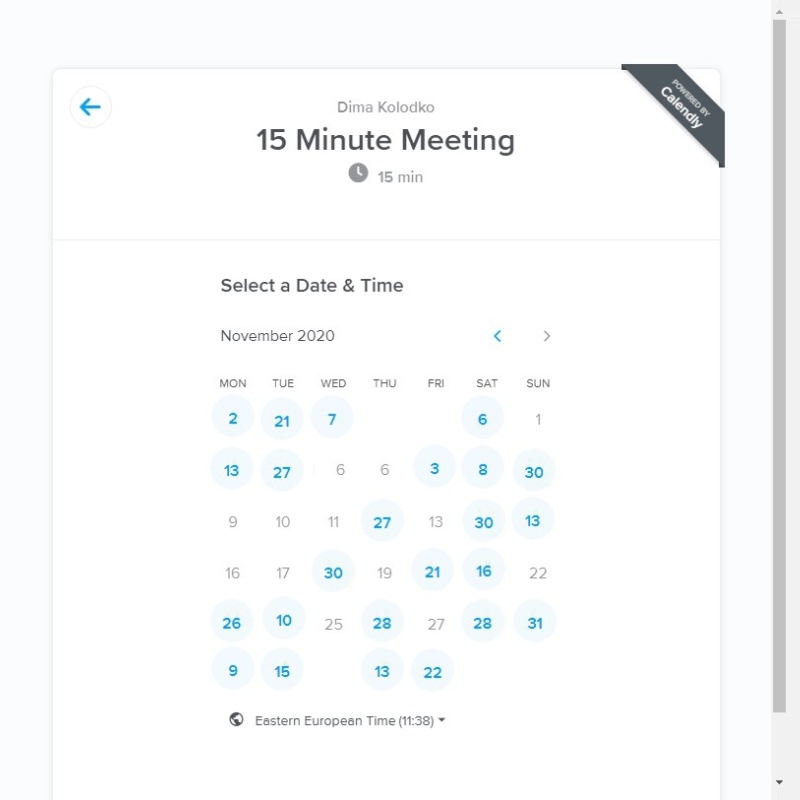 POWERED BY
Calendly
Dima Kolodko
15 Minute Meeting
15 min
Select a Date & Time
November 2020
MON TUE WED THU FRI SAT SUN
2 21 7 6 1
13 27 6 6 3 8 30
9 10 11 27 13 30 13
16 17 30 19 21 16 22
26 10 25 28 27 28 31
9 15 13 22
Eastern European Time (11:38)